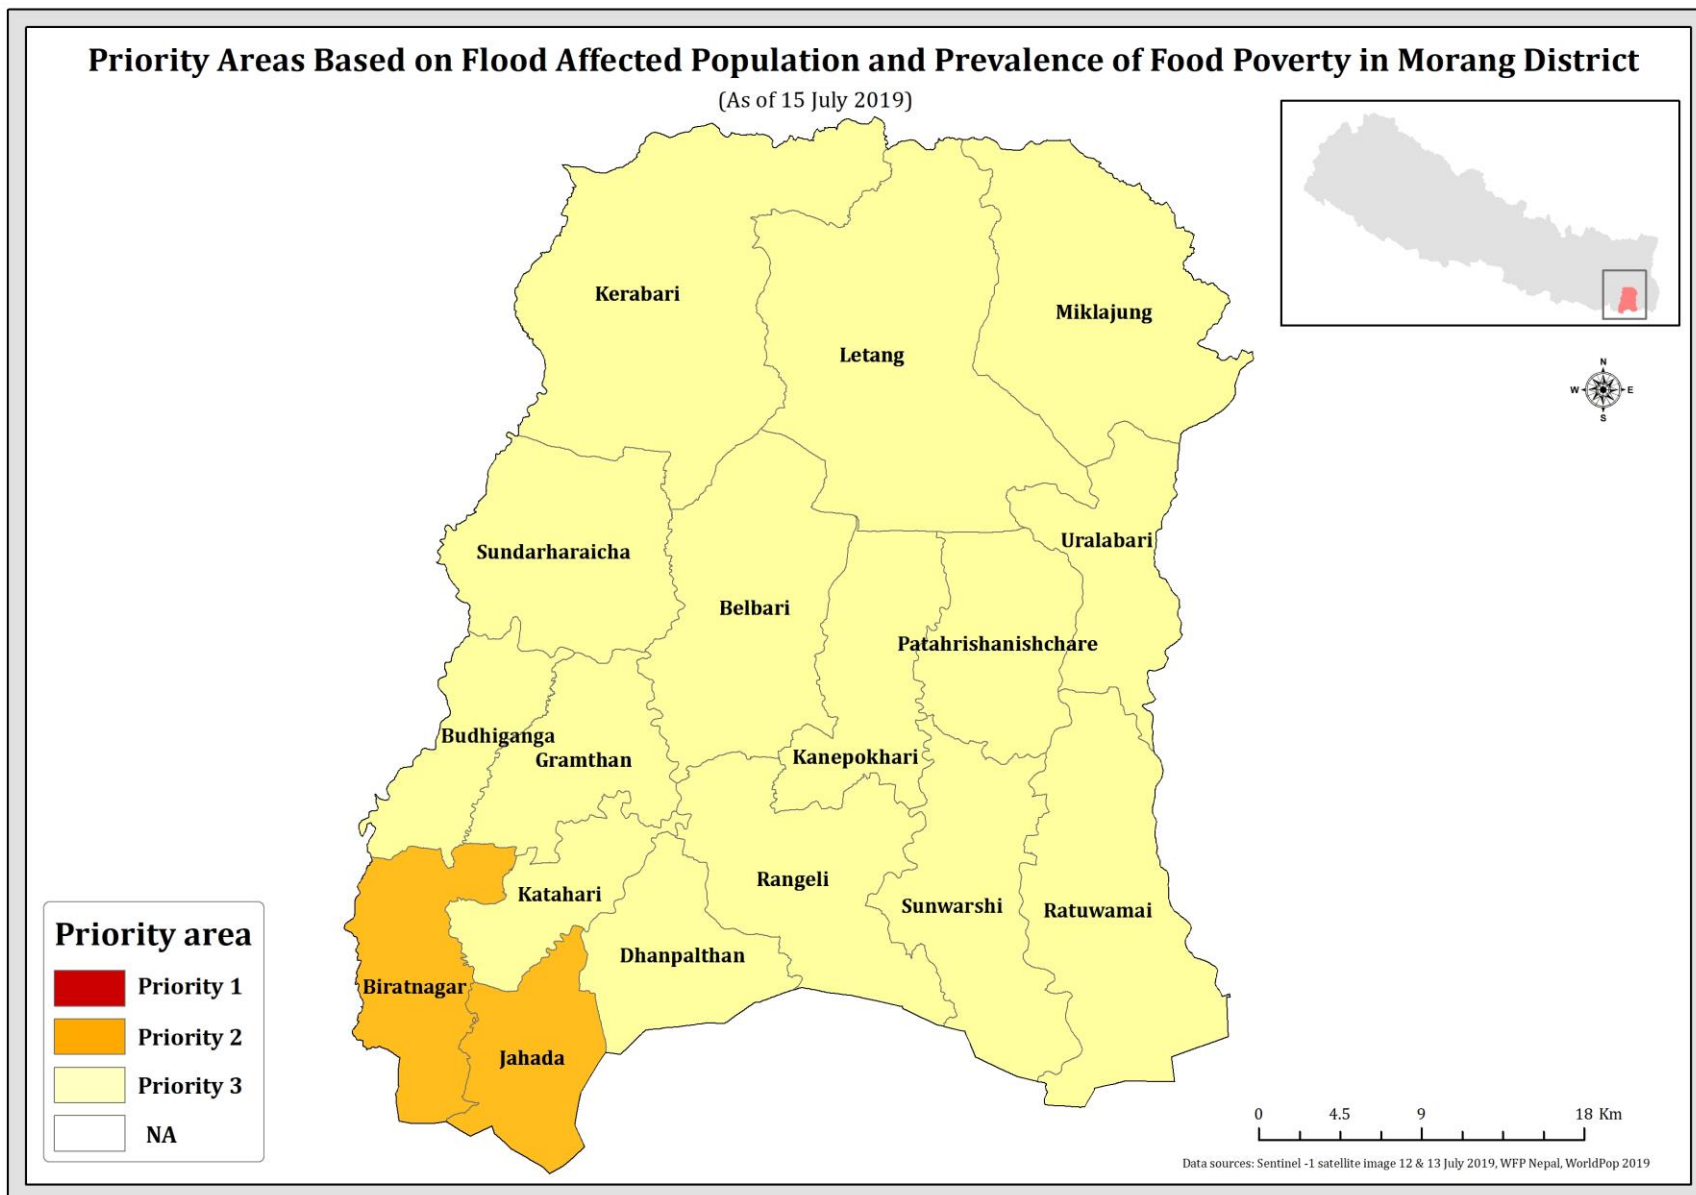 Priority Areas Based on Flood Affected Population and Prevalence of Food Poverty in Morang District
(As of 15 July 2019)
Kerabari
Miklajung
Letang
N
W E
S
Uralabari
Sundarharaicha
Belbari
Patahrishanishchare
Budhiganga
Gramthan
Kanepokhari
Rangeli
Katahari
Sunwarshi
Ratuwamai
Dhanpalthan
Biratnagar
Jahada
Priority area
Priority 1
Priority 2
Priority 3
NA
0 4.5 9 18 Km
Data sources: Sentinel -1 satellite image 12 & 13 July 2019, WFP Nepal, WorldPop 2019